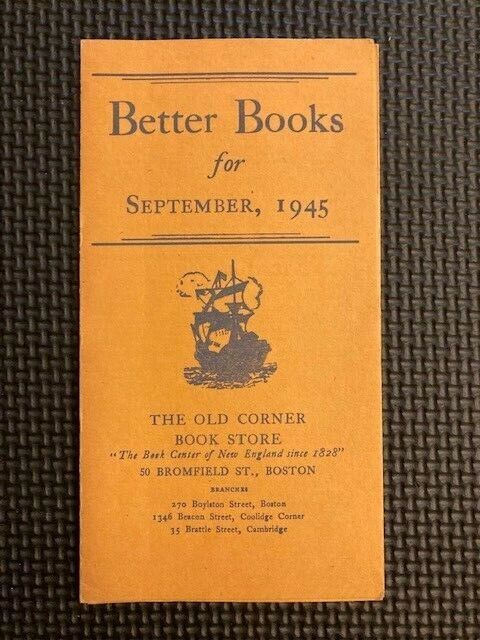 Better Books
for
SEPTEMBER, 1945
THE OLD CORNER
BOOK STORE
"The Book Center of New England since 1828"
50 BROMFIELD ST., BOSTON
BRANCHES
270 Boylston Street, Boston
1346 Beacon Street, Coolidge Corner
35 Brattle Street, Cambridge